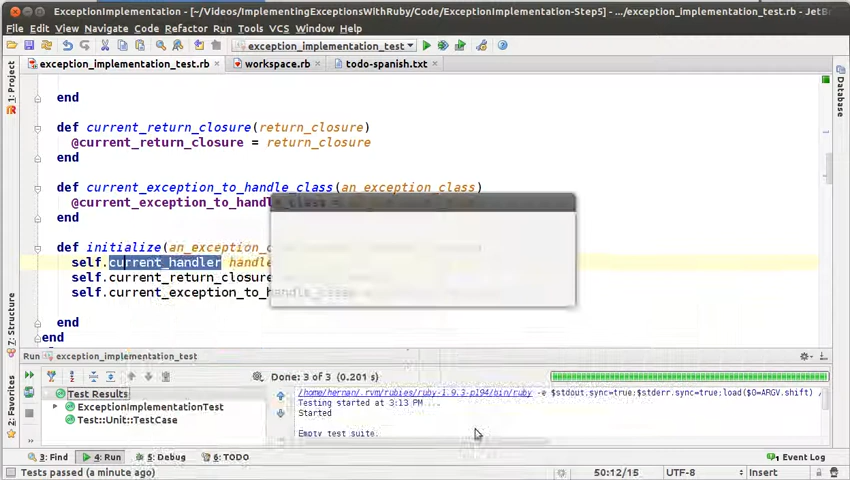 ExceptionImplementation - [~/Videos/ImplementingExceptionsWithRuby/Code/ExceptionImplementation-Step5] - .../exception_implementation_test.rb - JetBr
File Edit View Navigate Code Refactor Run Tools VCS Window Help
exception_implementation_test
exception_implementation_test.rb workspace.rb todo-spanish.txt
1: Project
Database
end
def current_return_closure(return_closure)
@current_return_closure = return_closure
end
def current_exception_to_handle_class(an_exception_class)
@current_exception_to_handle_class =
end
def initialize(an_exception_
self.current_handler handle
self.current_return_closure
self.current_exception_to_handle_class
end
end
7: Structure
2: Favorites
Run exception_implementation_test
Done: 3 of 3 (0.201 s)
Test Results
ExceptionImplementationTest
Test::Unit::TestCase
/home/hernan/.rvm/rubies/ruby-1.9.3-p194/bin/ruby -e $stdout.sync=true;$stderr.sync=true;load($0=ARGV.shift) /
Testing started at 3:13 PM ...
Started
Empty test suite.
3: Find 4: Run 5: Debug 6: TODO Event Log
Tests passed (a minute ago) 50:12/15 UTF-8 Insert